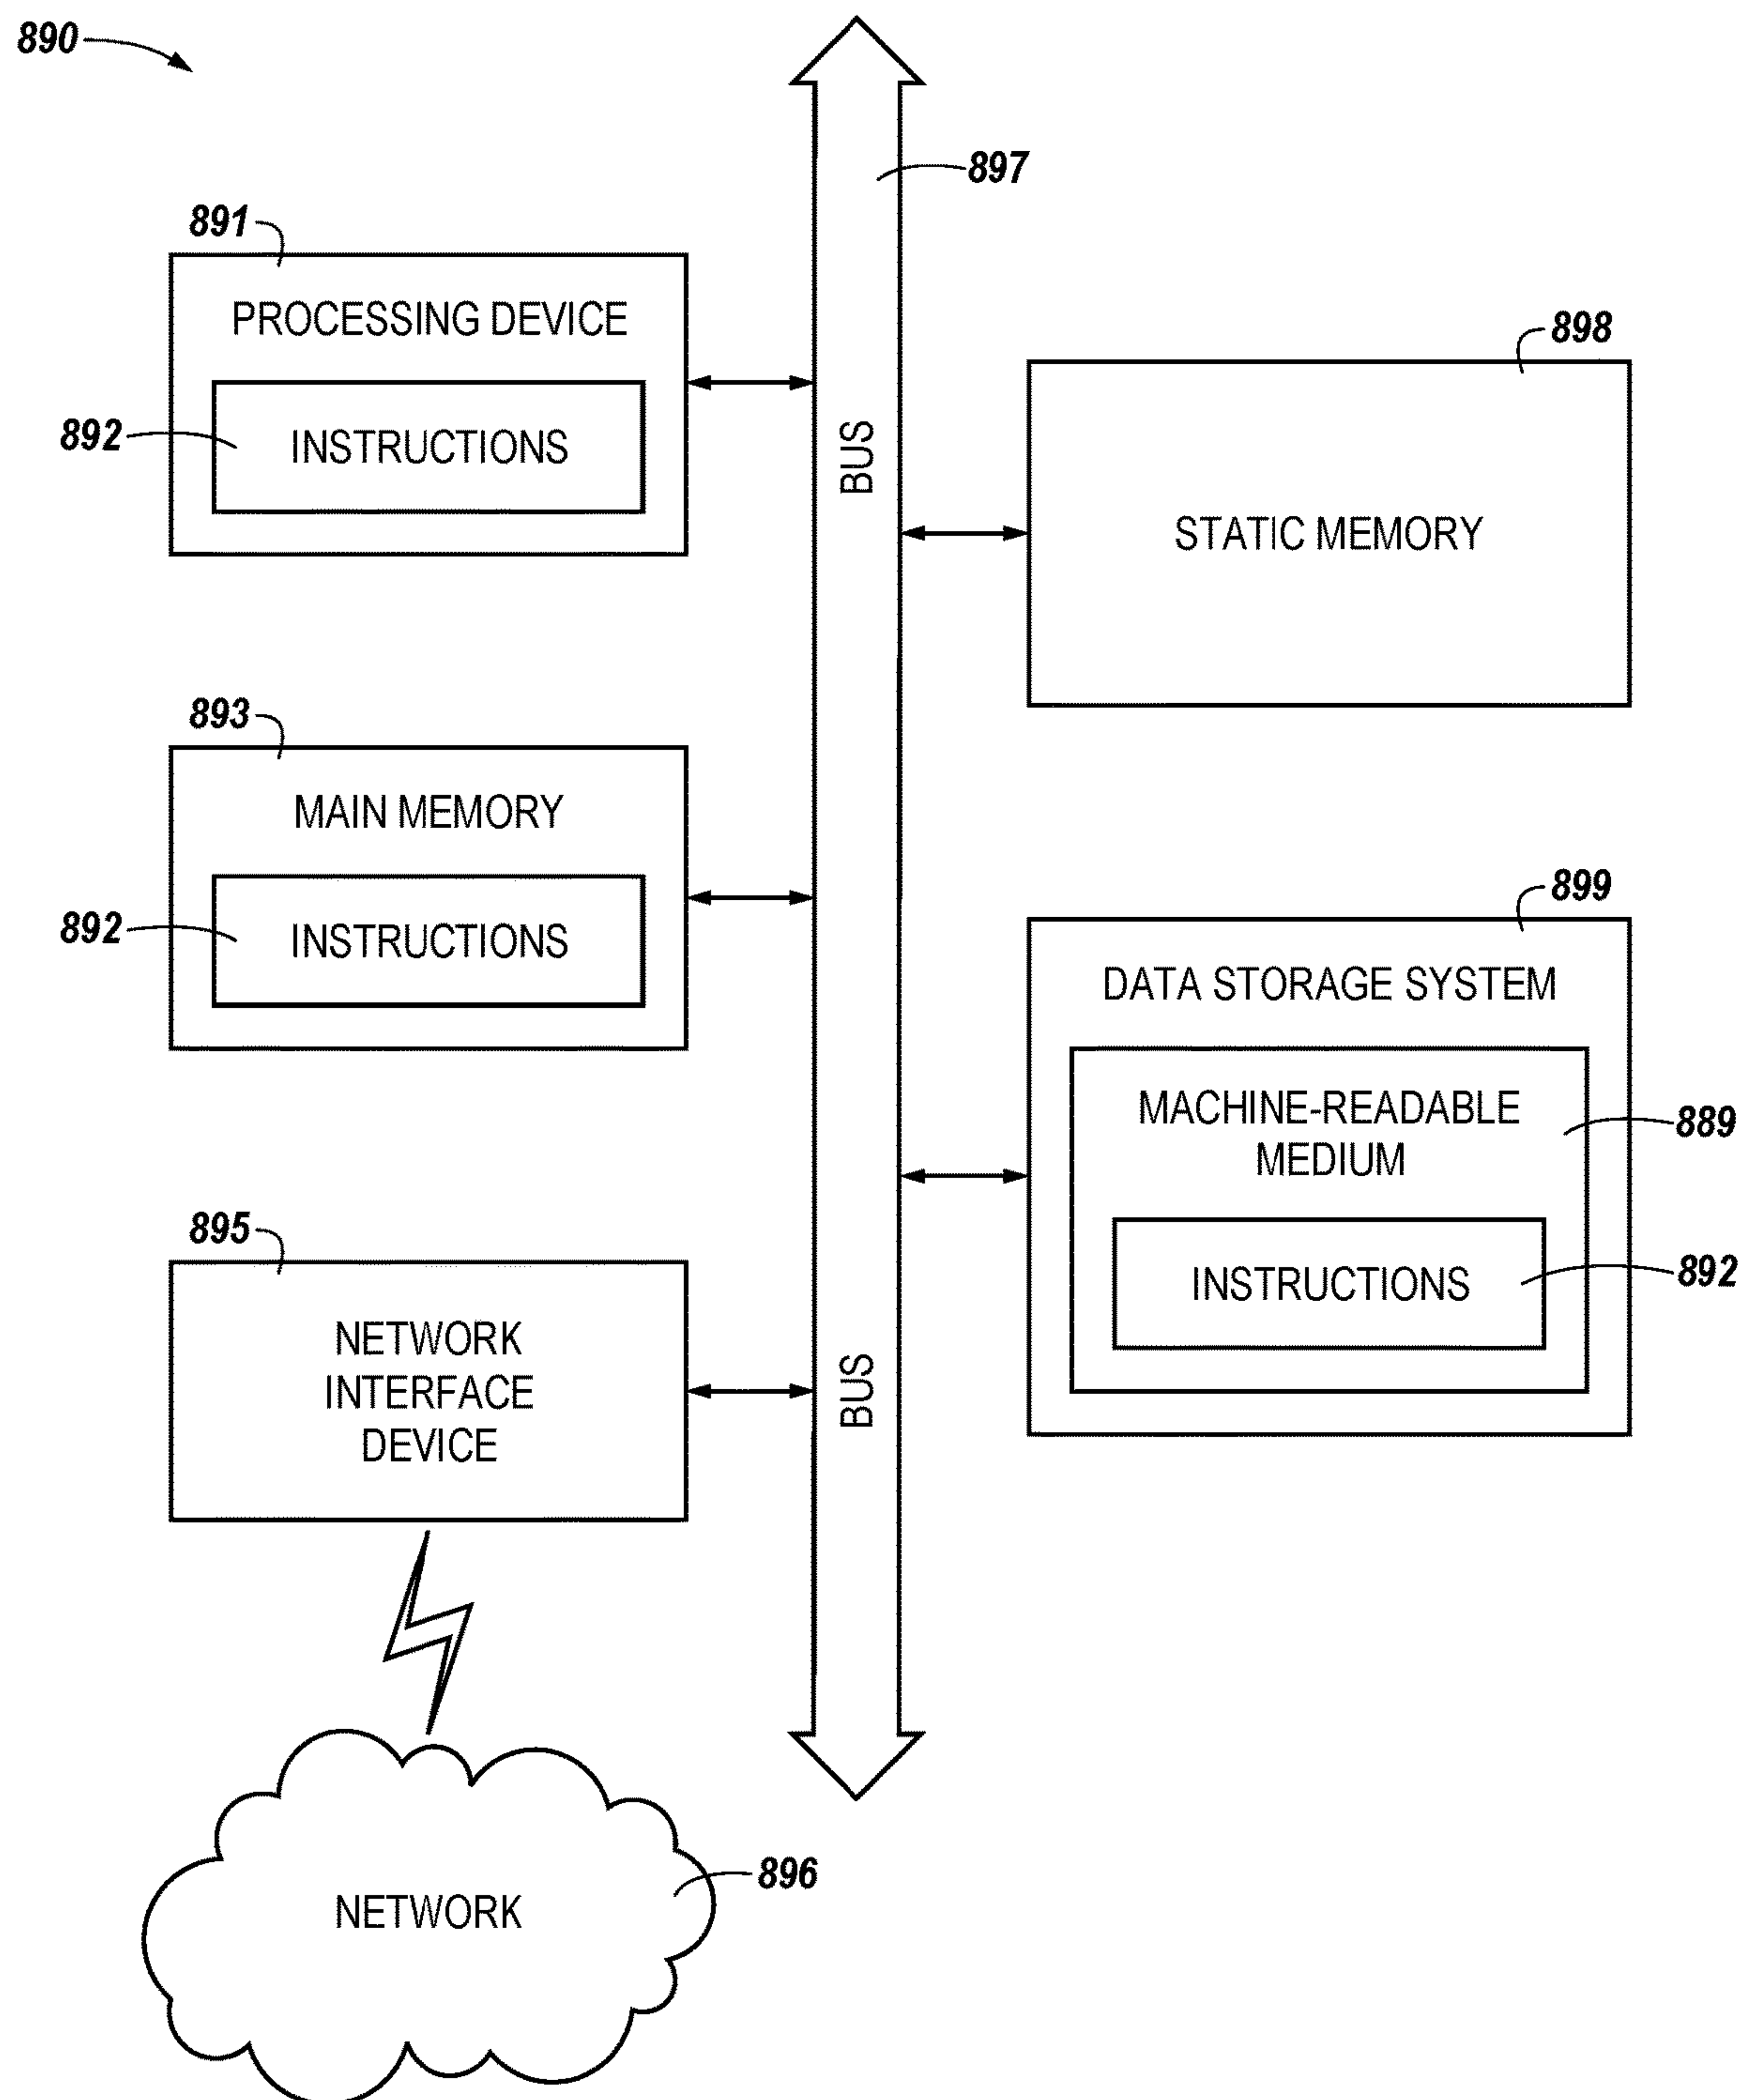 890
897
891
PROCESSING DEVICE
892
INSTRUCTIONS
BUS
898
STATIC MEMORY
893
MAIN MEMORY
892
INSTRUCTIONS
899
DATA STORAGE SYSTEM
MACHINE-READABLE
MEDIUM
889
INSTRUCTIONS
892
895
NETWORK
INTERFACE
DEVICE
BUS
NETWORK
896